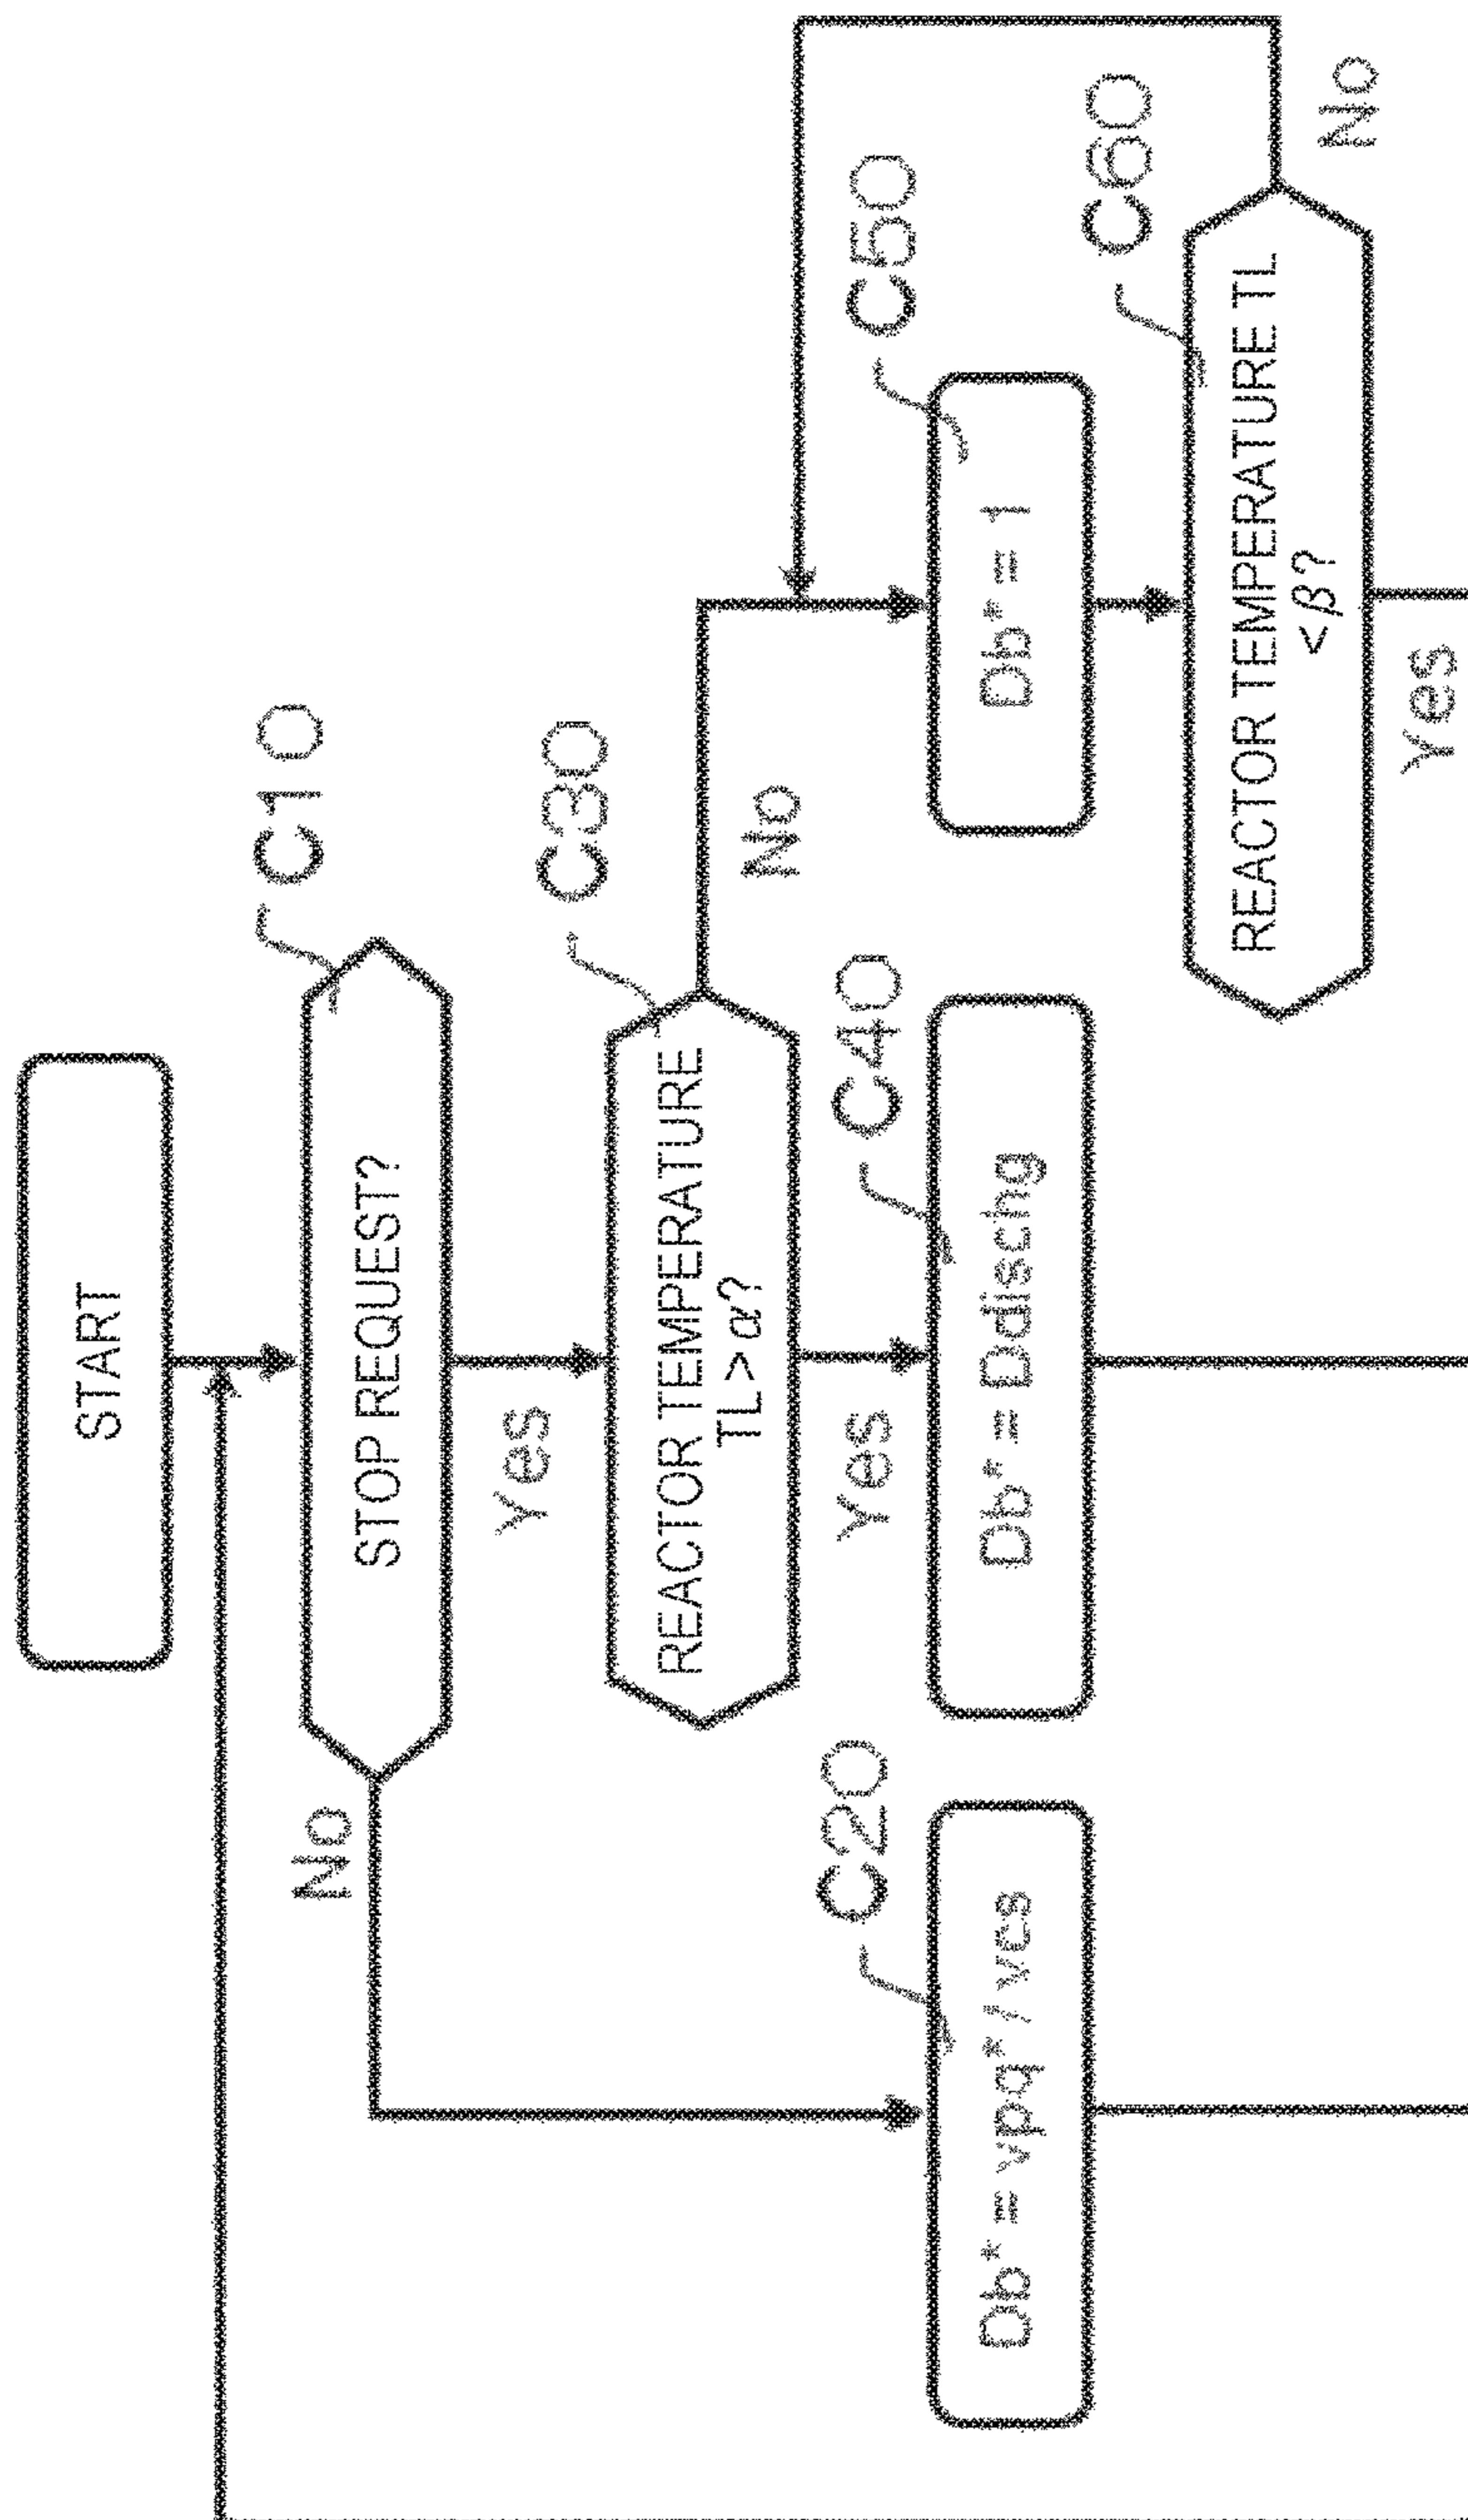 START
C10
STOP REQUEST?
No
Yes
C30
REACTOR TEMPERATURE
TL>α?
No
Yes
C20
Db* = vpq* / vcs
C40
Db* = Ddischg
C50
Db* = 1
C60
REACTOR TEMPERATURE TL
<β?
No
Yes